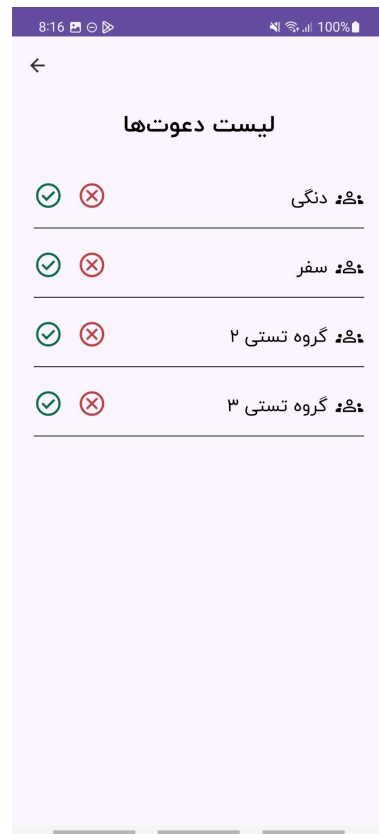 8:16 100%
لیست دعوت‌ها
دنگی
سفر
گروه تستی ۲
گروه تستی ۳